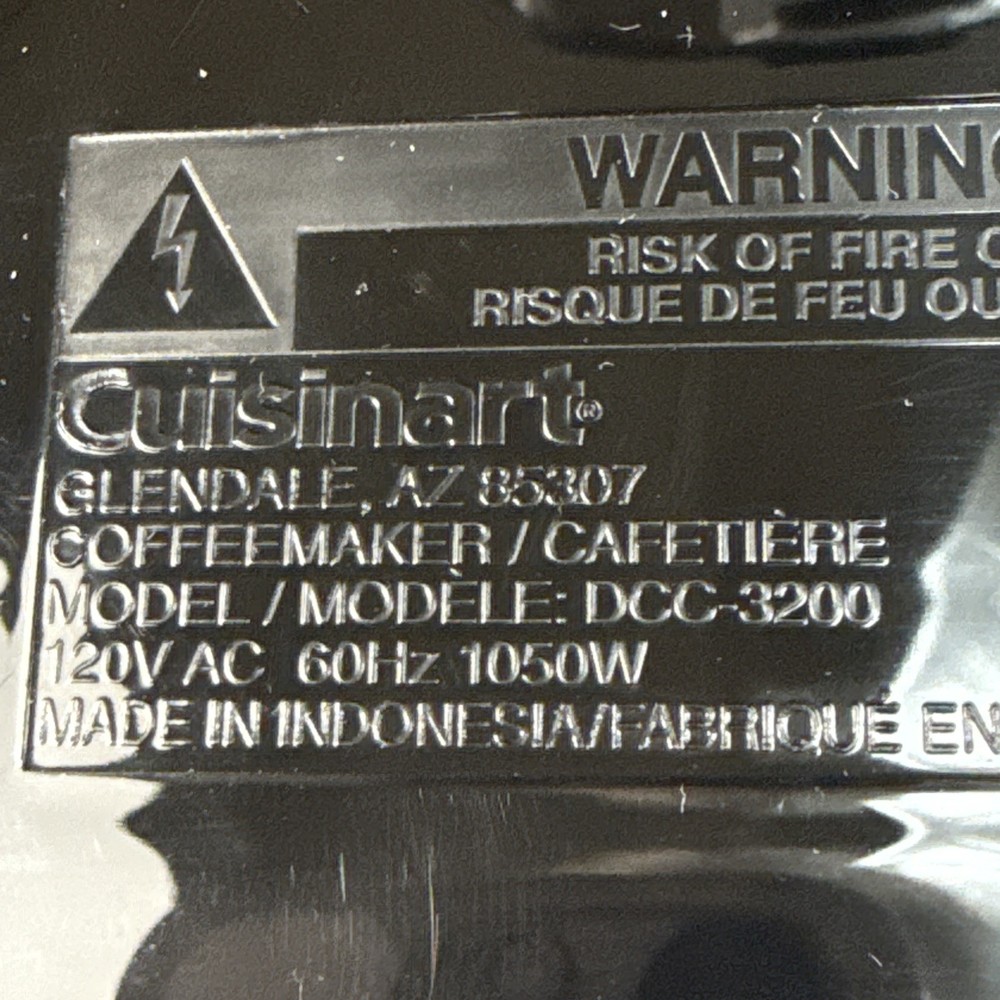 WARNIN
RISK OF FIRE
RISQUE DE FEU OU
Cuisinart®
GLENDALE, AZ 85307
COFFEEMAKER / CAFETIÈRE
MODEL / MODÈLE: DCC-3200
120V AC 60Hz 1050W
MADE IN INDONESIA/FABRIQUÉ EN